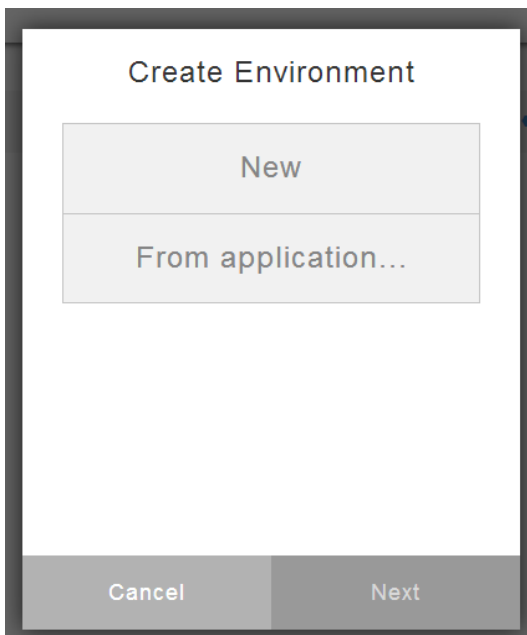 Create Environment
New
From application...
Cancel
Next